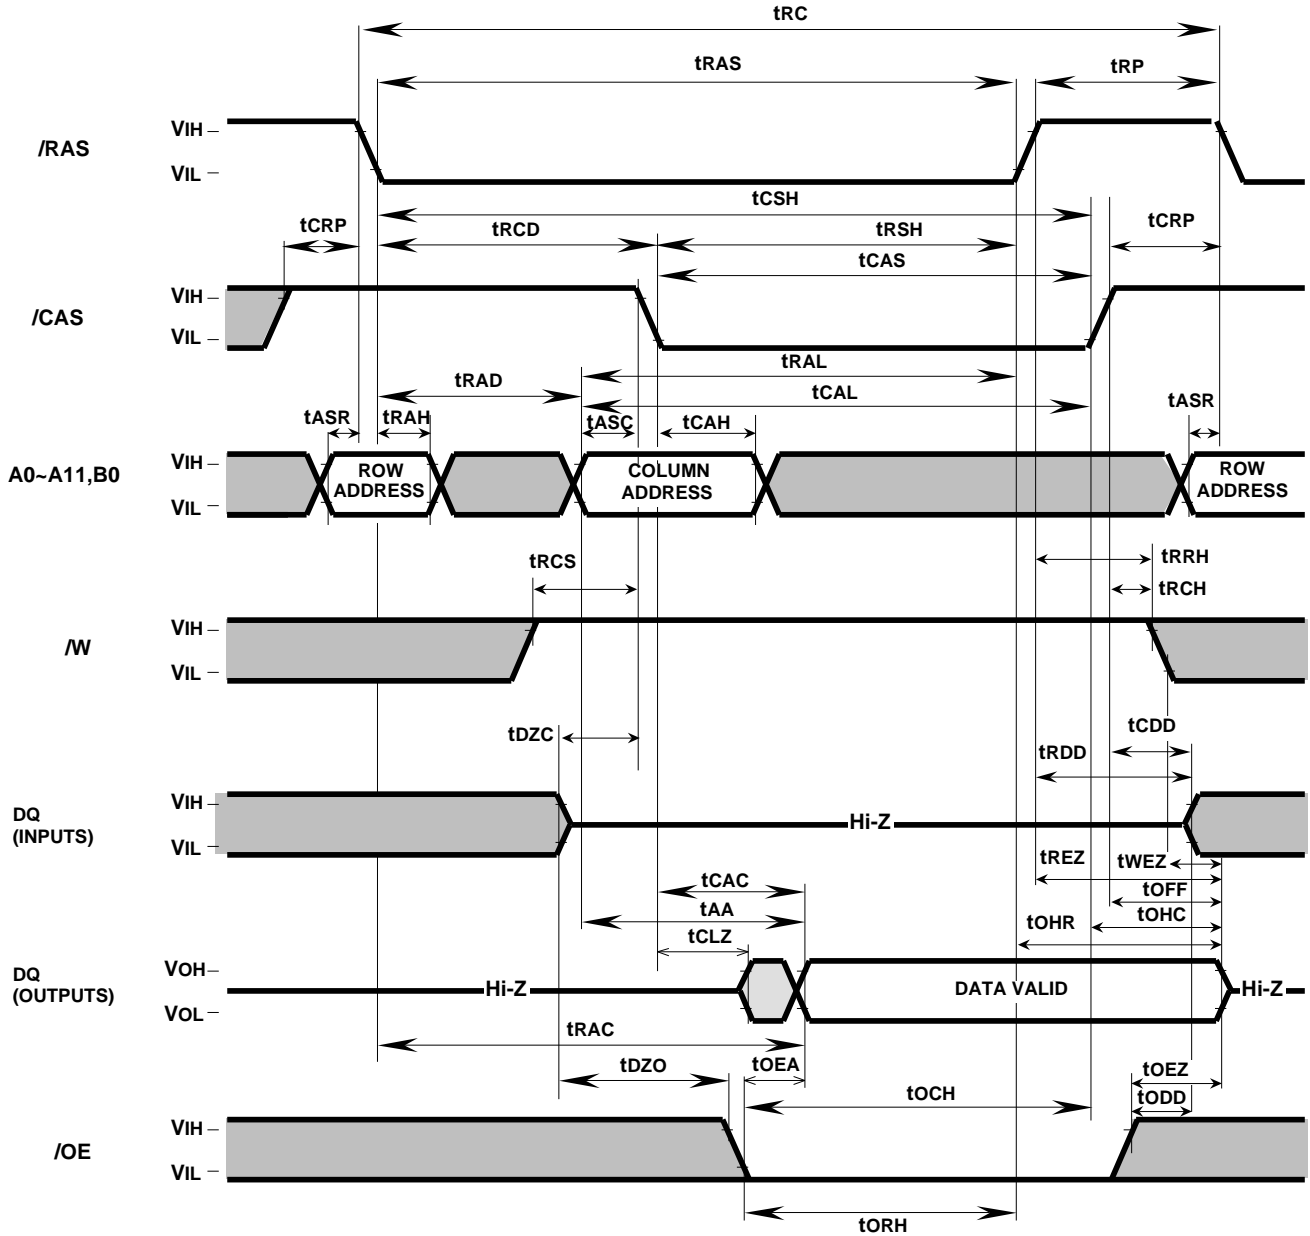 tRC
tRAS
tRP
/RAS
VIH
VIL
tCSH
tCRP
tRCD
tRSH
tCRP
tCAS
/CAS
VIH
VIL
tRAL
tRAD
tCAL
tASR
tRAH
tASC
tCAH
tASR
A0~A11,B0
VIH
VIL
ROW
ADDRESS
COLUMN
ADDRESS
ROW
ADDRESS
tRCS
tRRH
tRCH
/W
VIH
VIL
tDZC
tCDD
tRDD
DQ
(INPUTS)
VIH
VIL
Hi-Z
tREZ
tWEZ
tCAC
tOFF
tAA
tOHC
tCLZ
tOHR
DQ
(OUTPUTS)
VOH
VOL
Hi-Z
DATA VALID
Hi-Z
tRAC
tDZO
tOEA
tOEZ
tOCH
tODD
/OE
VIH
VIL
tORH